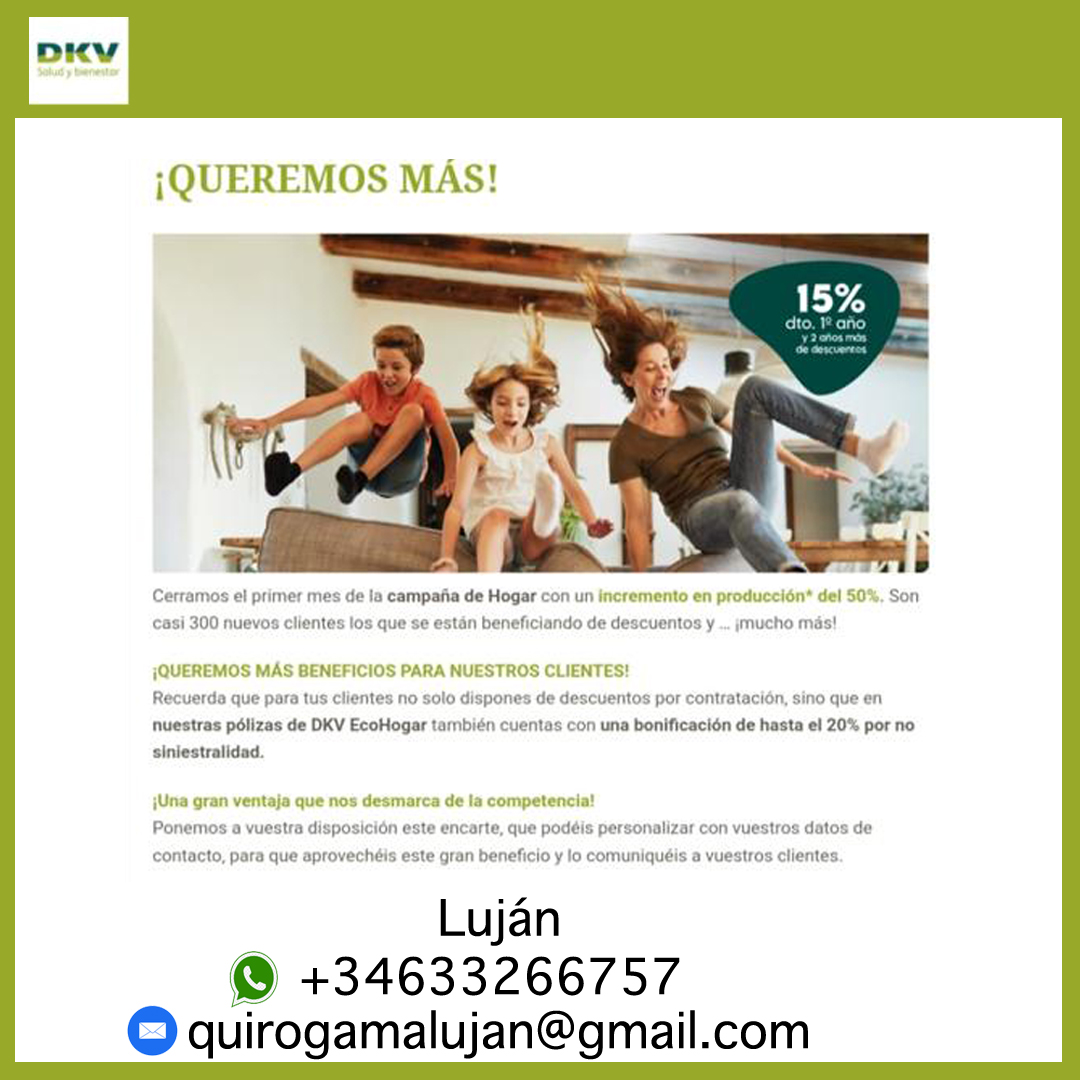 DKV
Salud y bienestar
¡QUEREMOS MÁS!
15%
dto. 1º año
y 2 años más
de descuentos
Cerramos el primer mes de la campaña de Hogar con un incremento en producción* del 50%. Son
casi 300 nuevos clientes los que se están beneficiando de descuentos y ... ¡mucho más!
¡QUEREMOS MÁS BENEFICIOS PARA NUESTROS CLIENTES!
Recuerda que para tus clientes no solo dispones de descuentos por contratación, sino que en
nuestras pólizas de DKV EcoHogar también cuentas con una bonificación de hasta el 20% por no
siniestralidad.
¡Una gran ventaja que nos desmarca de la competencia!
Ponemos a vuestra disposición este encarte, que podéis personalizar con vuestros datos de
contacto, para que aprovechéis este gran beneficio y lo comuniquéis a vuestros clientes.
Luján
+34633266757
quirogamalujan@gmail.com